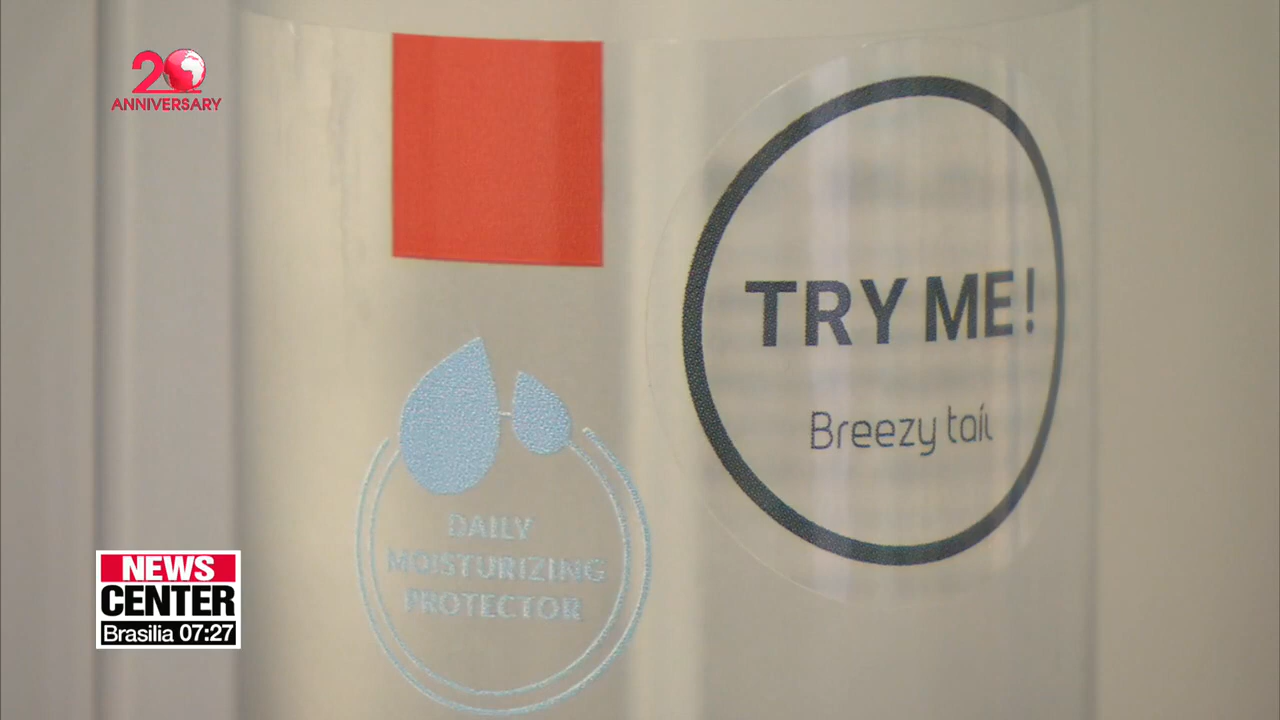 20
ANNIVERSARY
TRY ME!
Breezy tail
DAILY
MOISTURIZING
PROTECTOR
NEWS
CENTER
Brasilia 07:27